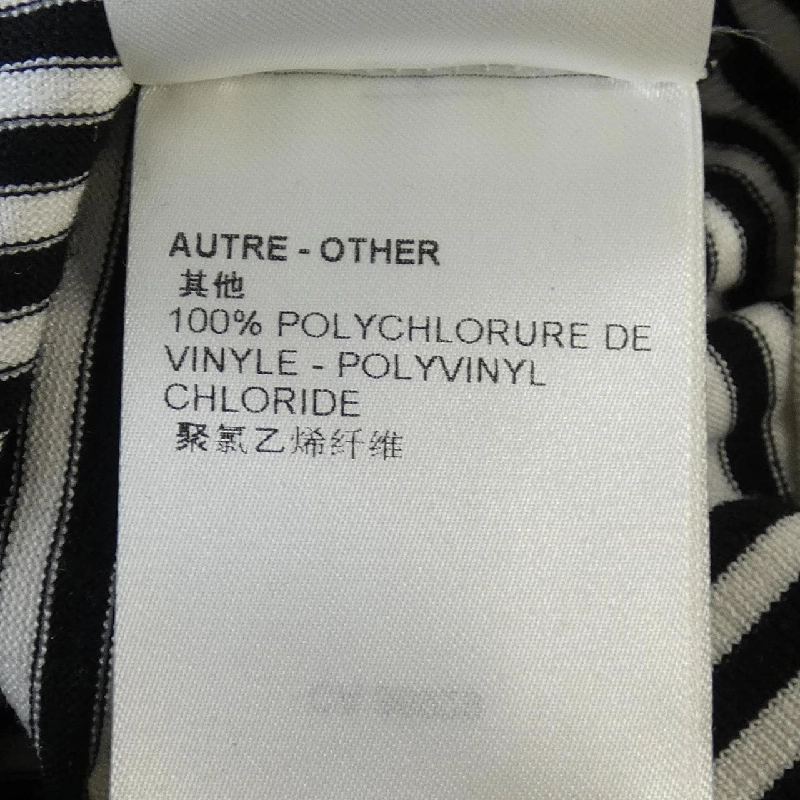 AUTRE - OTHER
其他
100% POLYCHLORURE DE
VINYLE - POLYVINYL
CHLORIDE
聚氯乙烯纤维